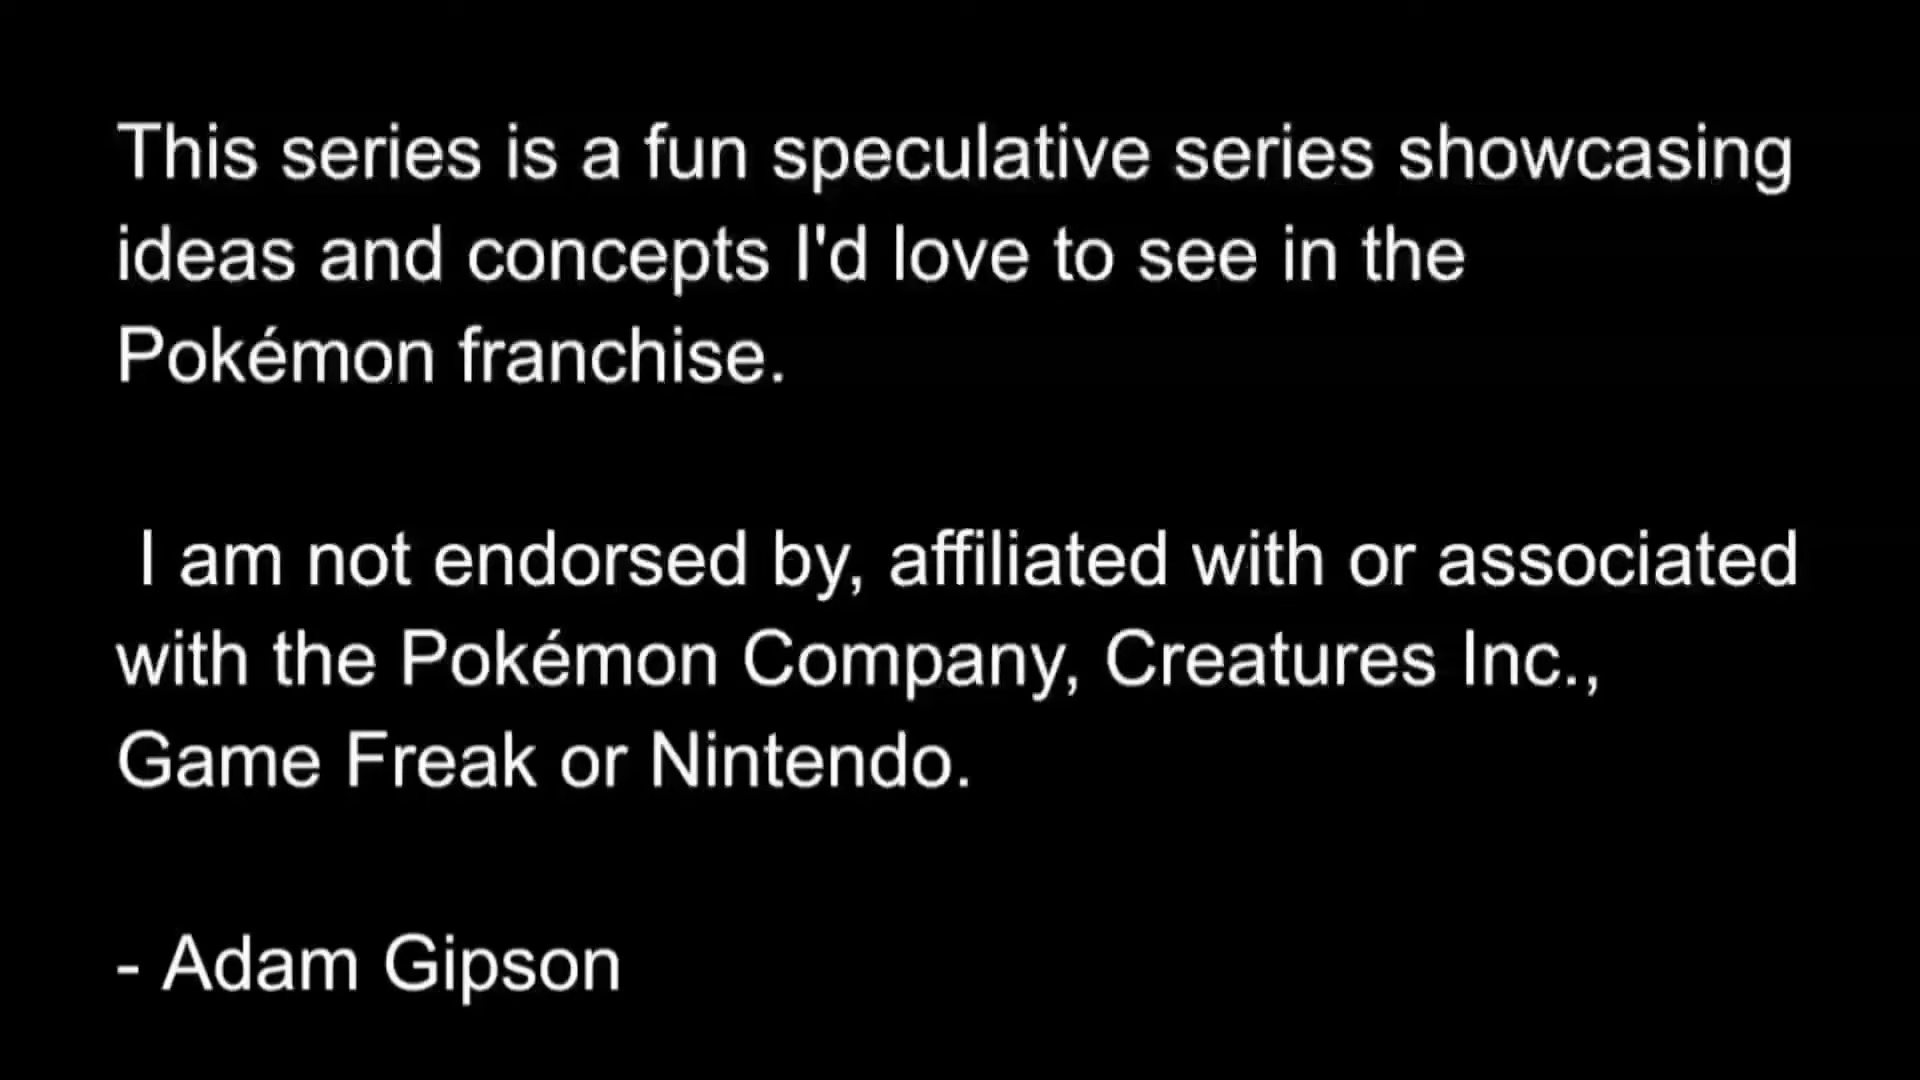 This series is a fun speculative series showcasing
ideas and concepts I'd love to see in the
Pokémon franchise.
I am not endorsed by, affiliated with or associated
with the Pokémon Company, Creatures Inc.,
Game Freak or Nintendo.
- Adam Gipson